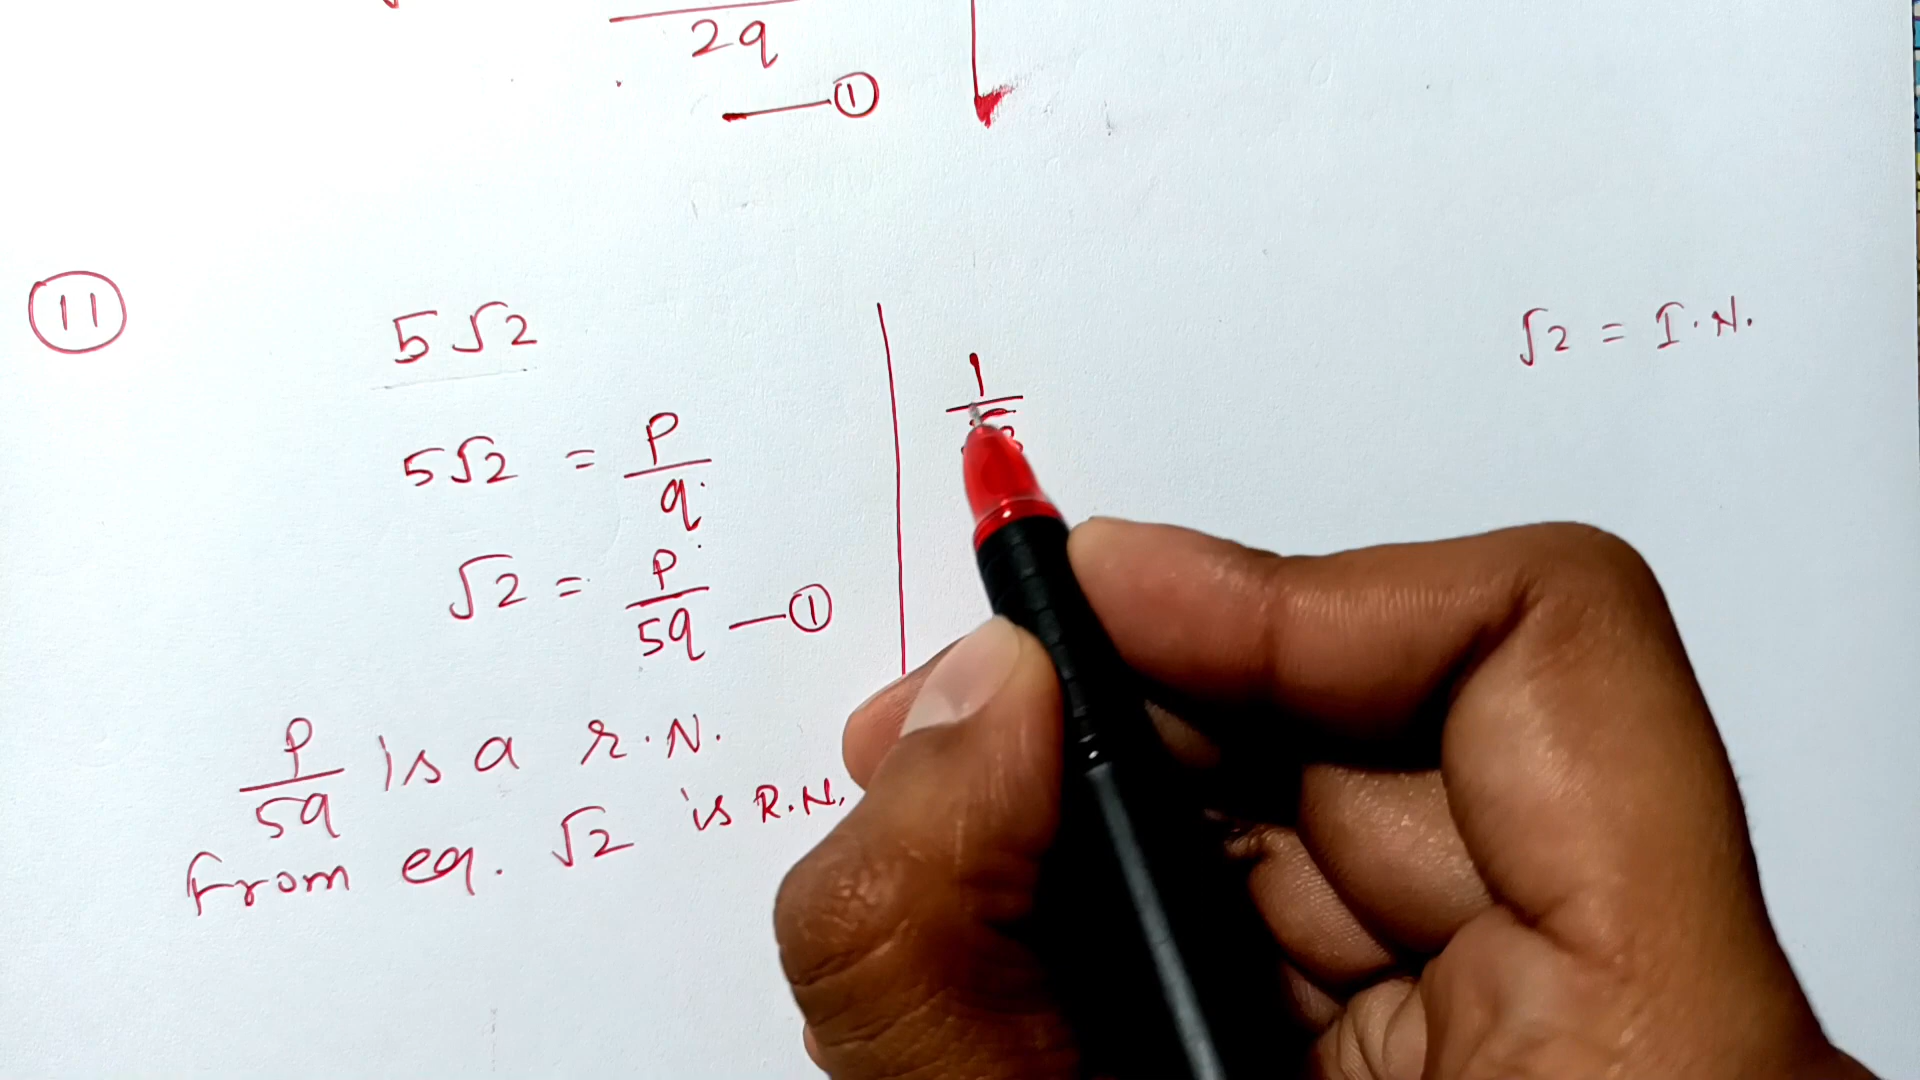 2q
—①
⑪
5√2
5√2 = p/q
√2 = p/5q —①
p/5q is a r.N.
From eq. √2 is R.N.
1
√2 = I.N.